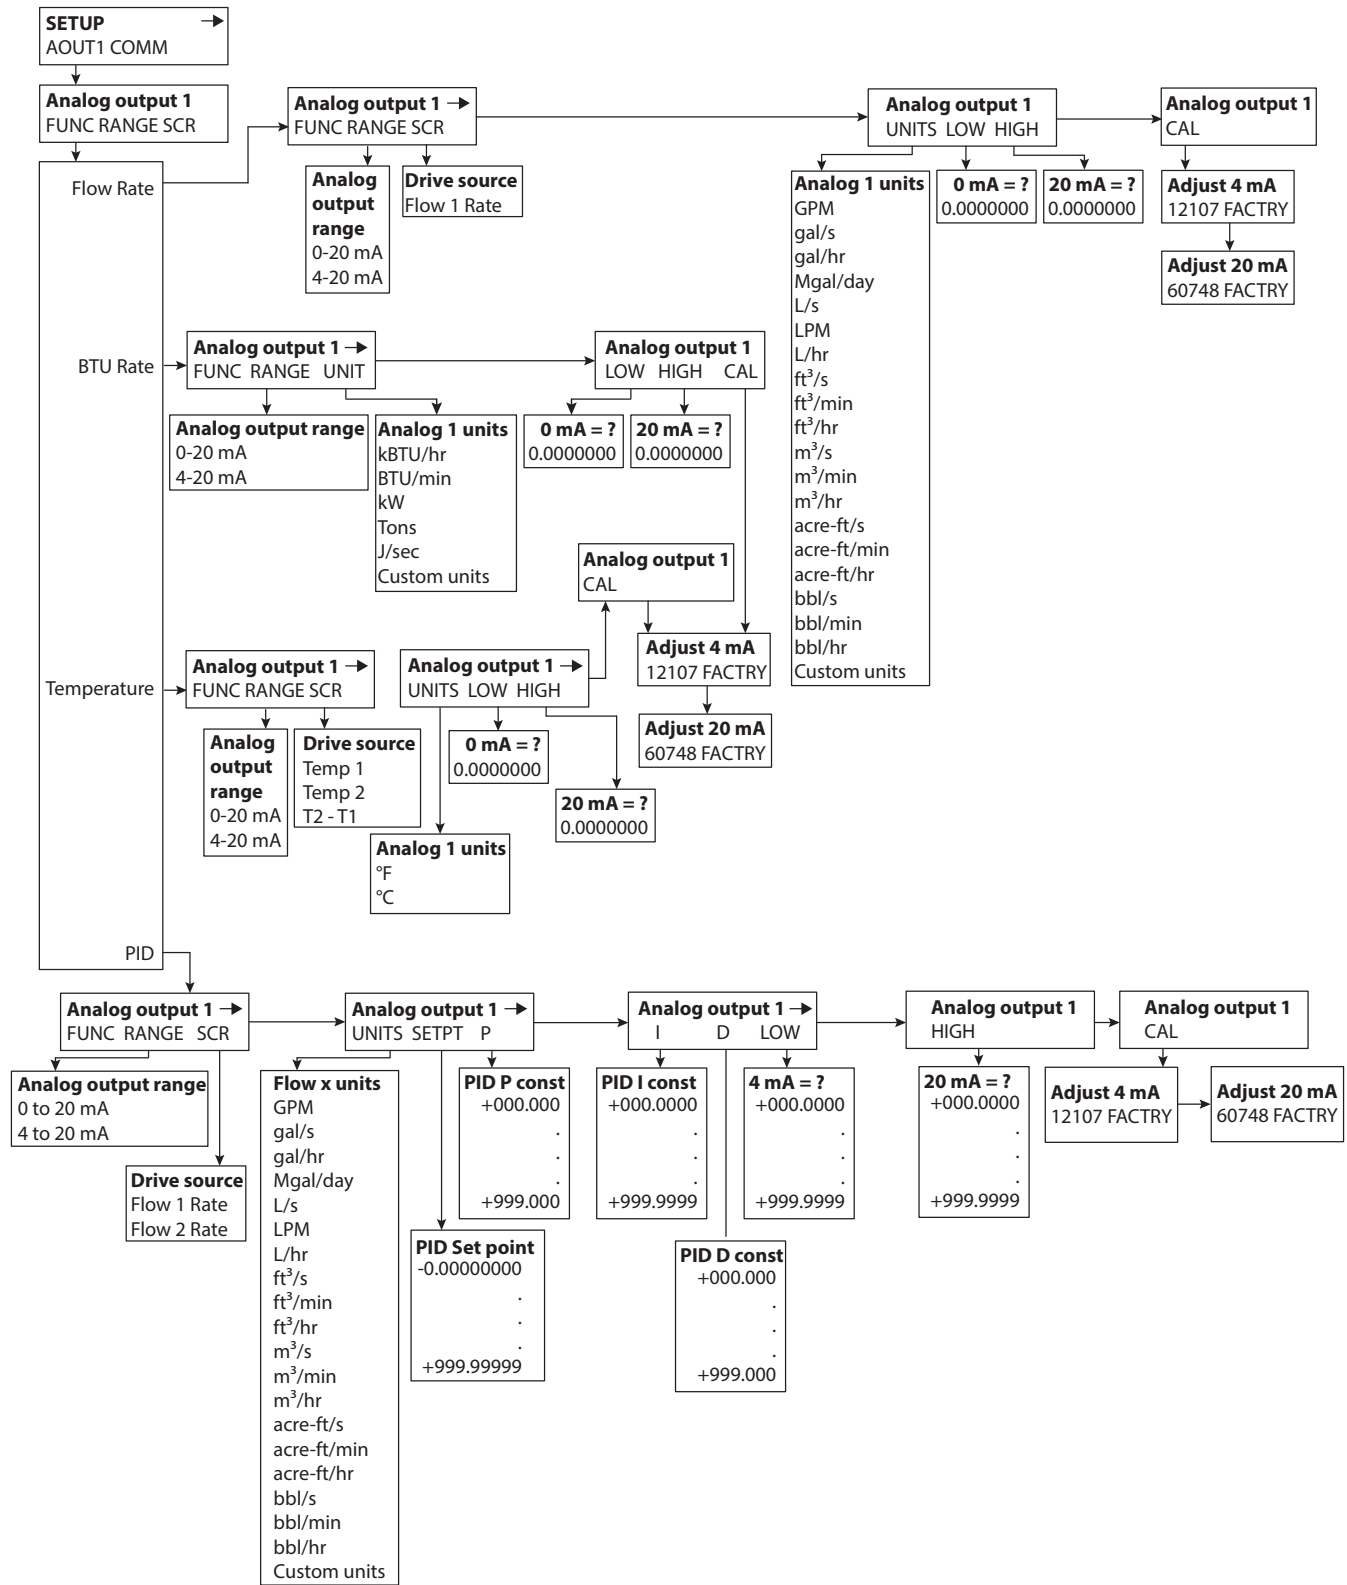 SETUP →
AOUT1 COMM
Analog output 1
FUNC RANGE SCR
Flow Rate
BTU Rate
Temperature
PID
Analog output 1 →
FUNC RANGE SCR
Analog
output
range
0-20 mA
4-20 mA
Drive source
Flow 1 Rate
Analog output 1
UNITS LOW HIGH
Analog 1 units
GPM
gal/s
gal/hr
Mgal/day
L/s
LPM
L/hr
ft³/s
ft³/min
ft³/hr
m³/s
m³/min
m³/hr
acre-ft/s
acre-ft/min
acre-ft/hr
bbl/s
bbl/min
bbl/hr
Custom units
0 mA = ?
0.0000000
20 mA = ?
0.0000000
Analog output 1
CAL
Adjust 4 mA
12107 FACTRY
Adjust 20 mA
60748 FACTRY
Analog output 1 →
FUNC RANGE UNIT
Analog output range
0-20 mA
4-20 mA
Analog 1 units
kBTU/hr
BTU/min
kW
Tons
J/sec
Custom units
Analog output 1
LOW HIGH CAL
0 mA = ?
0.0000000
20 mA = ?
0.0000000
Analog output 1 →
FUNC RANGE SCR
Analog
output
range
0-20 mA
4-20 mA
Drive source
Temp 1
Temp 2
T2 - T1
Analog output 1 →
UNITS LOW HIGH
Analog 1 units
°F
°C
0 mA = ?
0.0000000
20 mA = ?
0.0000000
Analog output 1
CAL
Adjust 4 mA
12107 FACTRY
Adjust 20 mA
60748 FACTRY
Analog output 1 →
FUNC RANGE SCR
Analog output range
0 to 20 mA
4 to 20 mA
Drive source
Flow 1 Rate
Flow 2 Rate
Analog output 1 →
UNITS SETPT P
Flow x units
GPM
gal/s
gal/hr
Mgal/day
L/s
LPM
L/hr
ft³/s
ft³/min
ft³/hr
m³/s
m³/min
m³/hr
acre-ft/s
acre-ft/min
acre-ft/hr
bbl/s
bbl/min
bbl/hr
Custom units
PID Set point
-0.00000000
.
.
.
+999.99999
PID P const
+000.000
.
.
.
+999.000
Analog output 1 →
I D LOW
PID I const
+000.0000
.
.
.
+999.9999
PID D const
+000.000
.
.
.
+999.000
4 mA = ?
+000.0000
.
.
.
+999.9999
Analog output 1
HIGH
20 mA = ?
+000.0000
.
.
.
+999.9999
Analog output 1
CAL
Adjust 4 mA
12107 FACTRY
Adjust 20 mA
60748 FACTRY